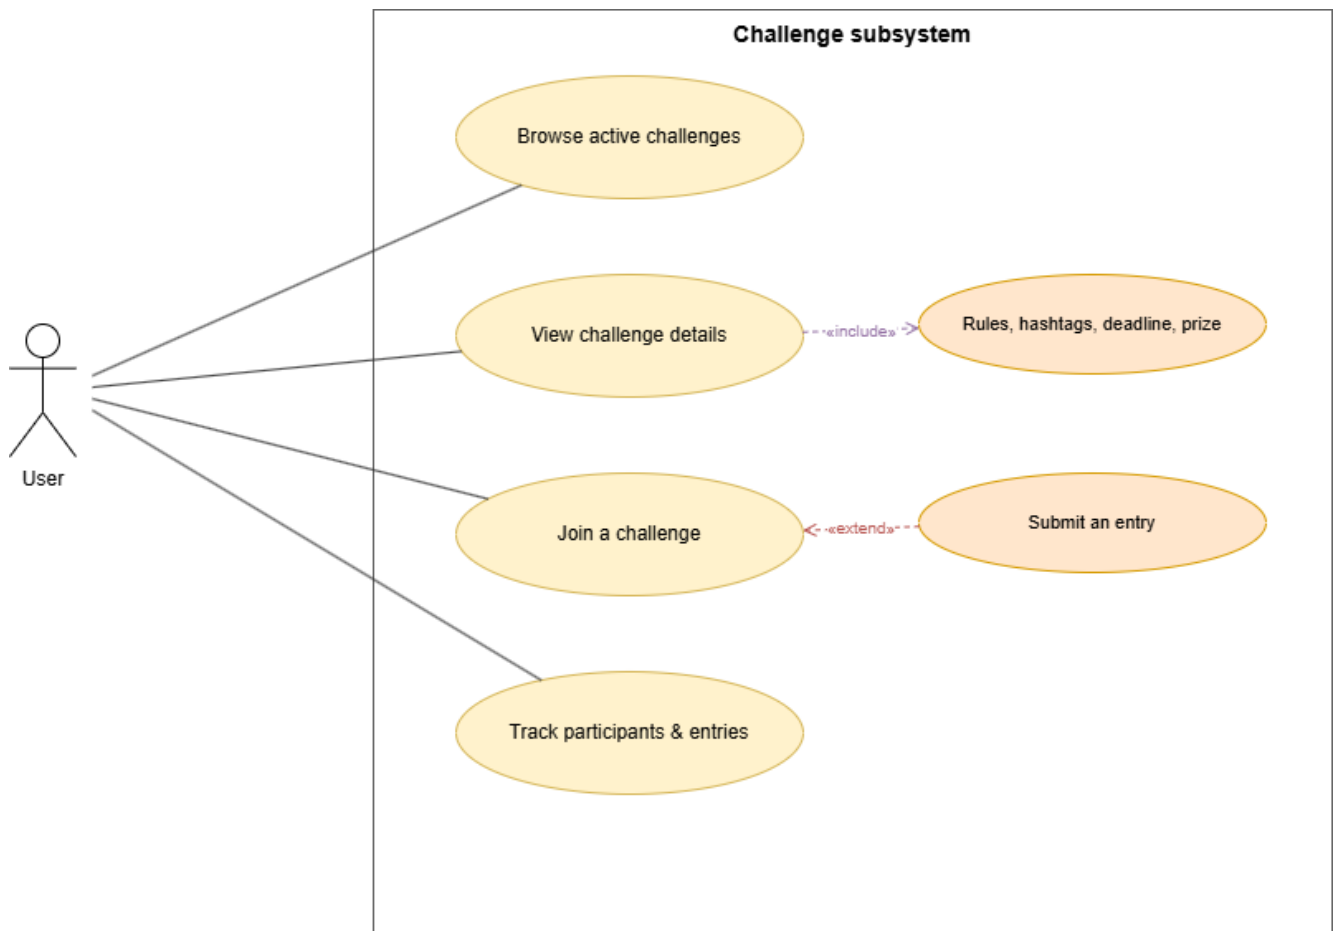 Challenge subsystem
Browse active challenges
View challenge details
«include»
Rules, hashtags, deadline, prize
User
Join a challenge
«extend»
Submit an entry
Track participants & entries